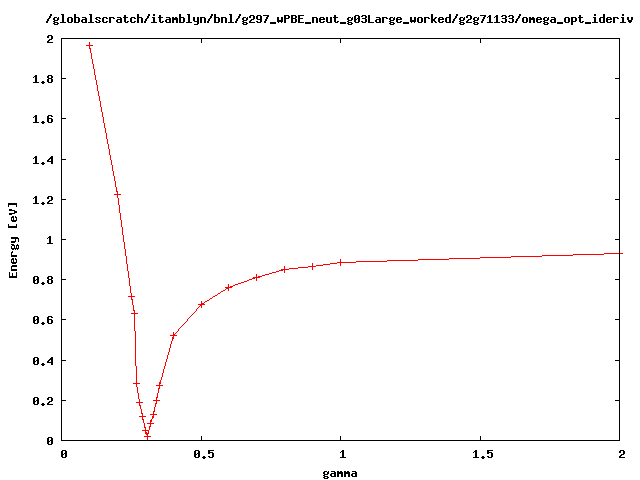 /globalscratch/itamblyn/bnl/g297_wPBE_neut_g03Large_worked/g2g71133/omega_opt_ideriv
2
1.8
1.6
1.4
1.2
1
0.8
0.6
0.4
0.2
0
Energy [eV]
0 0.5 1 1.5 2
gamma